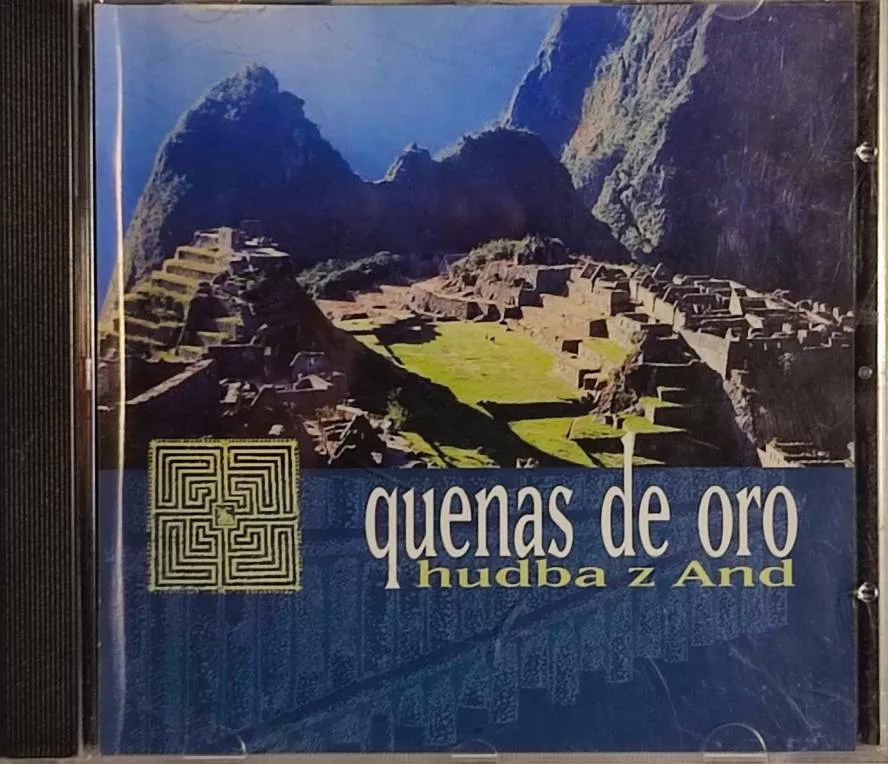 quenas de oro
hudba z And